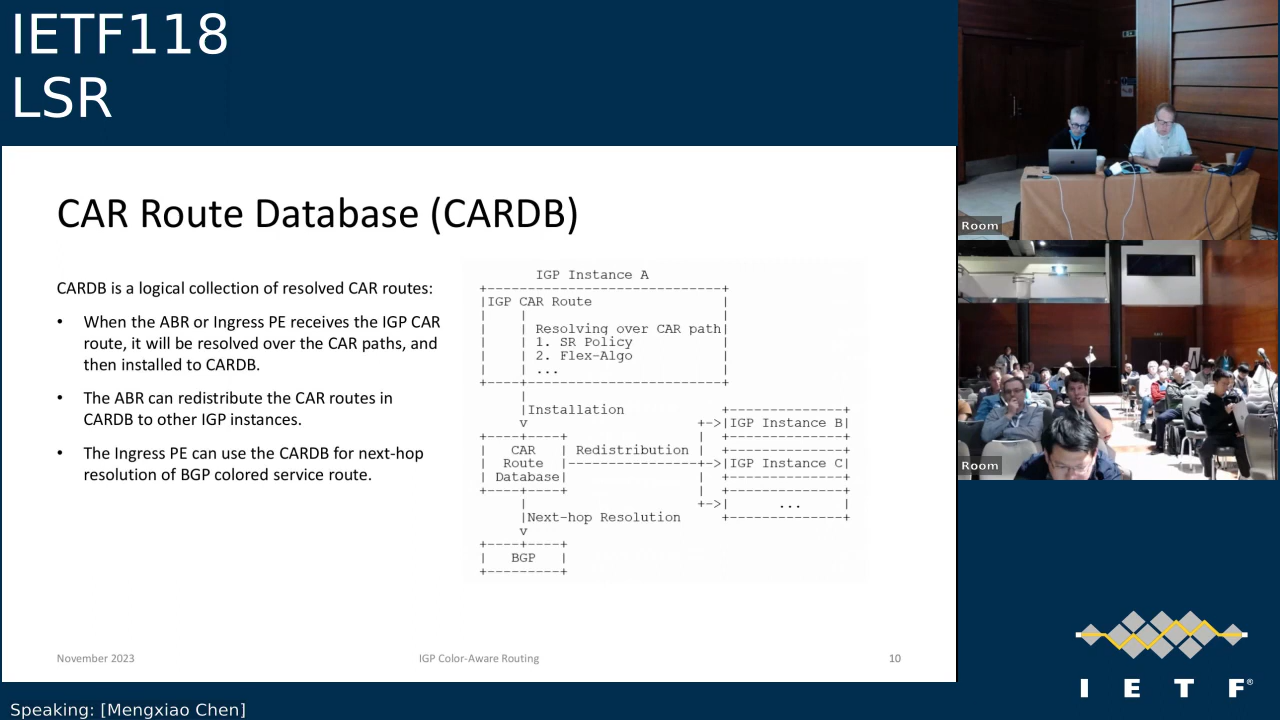 IETF118
LSR
CAR Route Database (CARDB)
CARDB is a logical collection of resolved CAR routes:
• When the ABR or Ingress PE receives the IGP CAR
route, it will be resolved over the CAR paths, and
then installed to CARDB.
• The ABR can redistribute the CAR routes in
CARDB to other IGP instances.
• The Ingress PE can use the CARDB for next-hop
resolution of BGP colored service route.
IGP Instance A
IGP CAR Route
Resolving over CAR path
1. SR Policy
2. Flex-Algo
...
Installation
v
CAR
Route
Database
Redistribution
IGP Instance B
IGP Instance C
...
Next-hop Resolution
v
BGP
November 2023
IGP Color-Aware Routing
10
Room
Room
I E T F®
Speaking: [Mengxiao Chen]